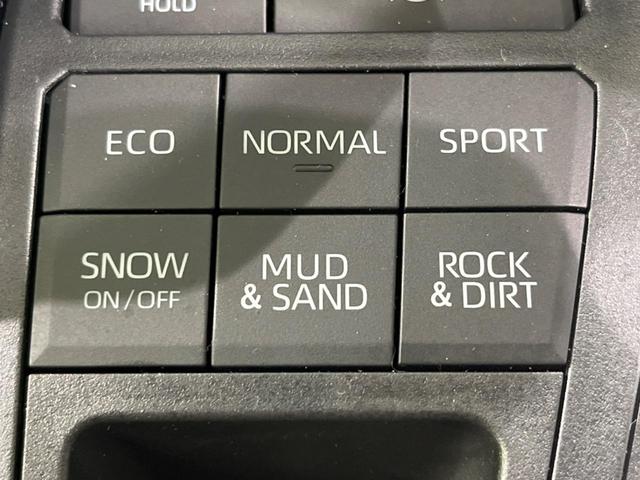 HOLD
ECO
NORMAL
SPORT
SNOW
ON/OFF
MUD
& SAND
ROCK
& DIRT